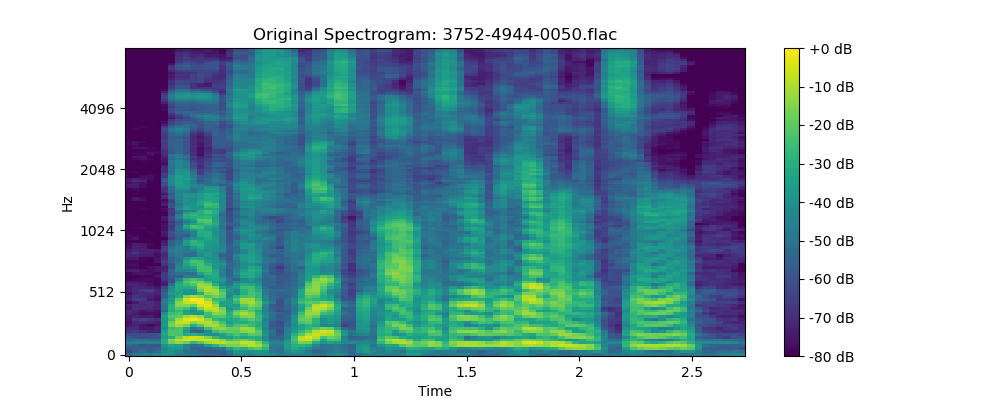 Original Spectrogram: 3752-4944-0050.flac
Hz
4096
2048
1024
512
0
0 0.5 1 1.5 2 2.5
Time
+0 dB
-10 dB
-20 dB
-30 dB
-40 dB
-50 dB
-60 dB
-70 dB
-80 dB